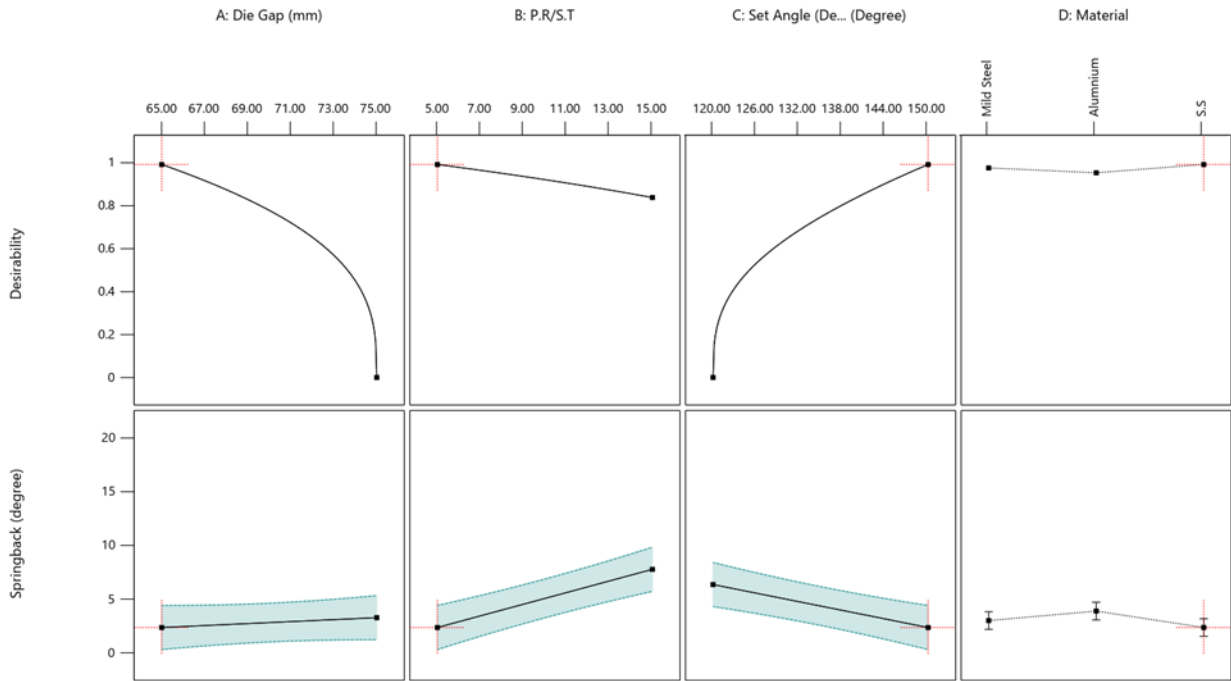 A: Die Gap (mm) B: P.R/S.T C: Set Angle (De... (Degree) D: Material
Mild Steel Alumnium S.S
65.00 67.00 69.00 71.00 73.00 75.00 5.00 7.00 9.00 11.00 13.00 15.00 120.00 126.00 132.00 138.00 144.00 150.00
Desirability
1
0.8
0.6
0.4
0.2
0
Springback (degree)
20
15
10
5
0